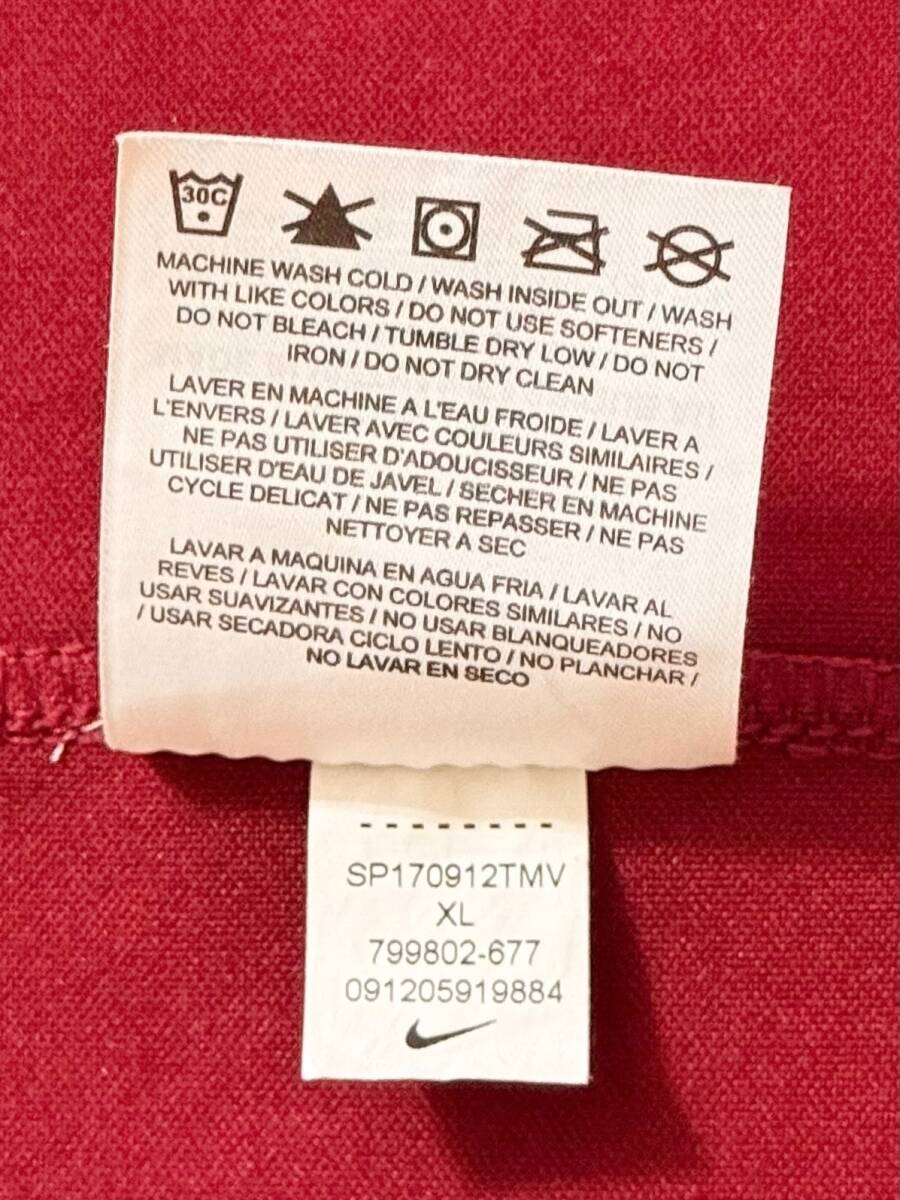 30C
MACHINE WASH COLD / WASH INSIDE OUT / WASH
WITH LIKE COLORS / DO NOT USE SOFTENERS /
DO NOT BLEACH / TUMBLE DRY LOW / DO NOT
IRON / DO NOT DRY CLEAN
LAVER EN MACHINE A L'EAU FROIDE / LAVER A
L'ENVERS / LAVER AVEC COULEURS SIMILAIRES /
NE PAS UTILISER D'ADOUCISSEUR / NE PAS
UTILISER D'EAU DE JAVEL / SECHER EN MACHINE
CYCLE DELICAT / NE PAS REPASSER / NE PAS
NETTOYER A SEC
LAVAR A MAQUINA EN AGUA FRIA / LAVAR AL
REVES / LAVAR CON COLORES SIMILARES / NO
USAR SUAVIZANTES / NO USAR BLANQUEADORES
/ USAR SECADORA CICLO LENTO / NO PLANCHAR /
NO LAVAR EN SECO
SP170912TMV
XL
799802-677
091205919884